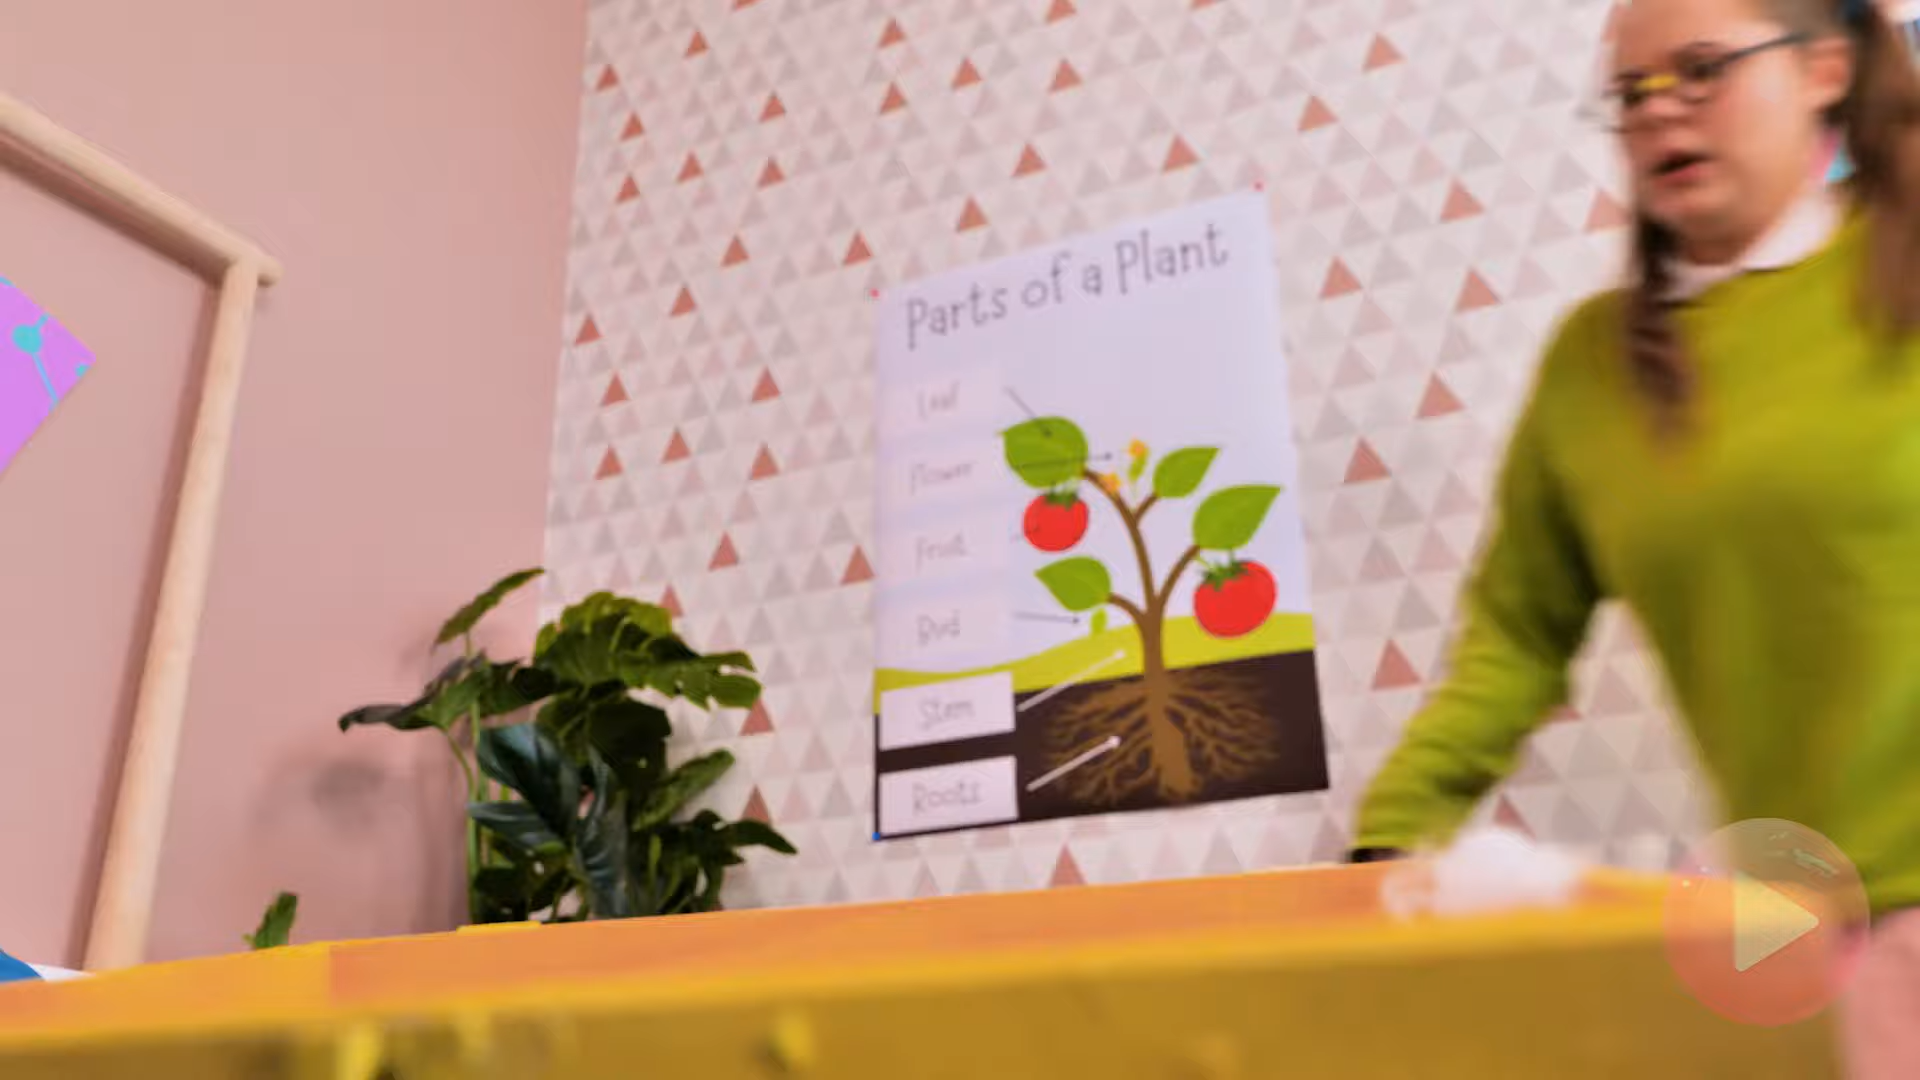 Parts of a Plant
Leaf
Flower
Fruit
Bud
Stem
Roots